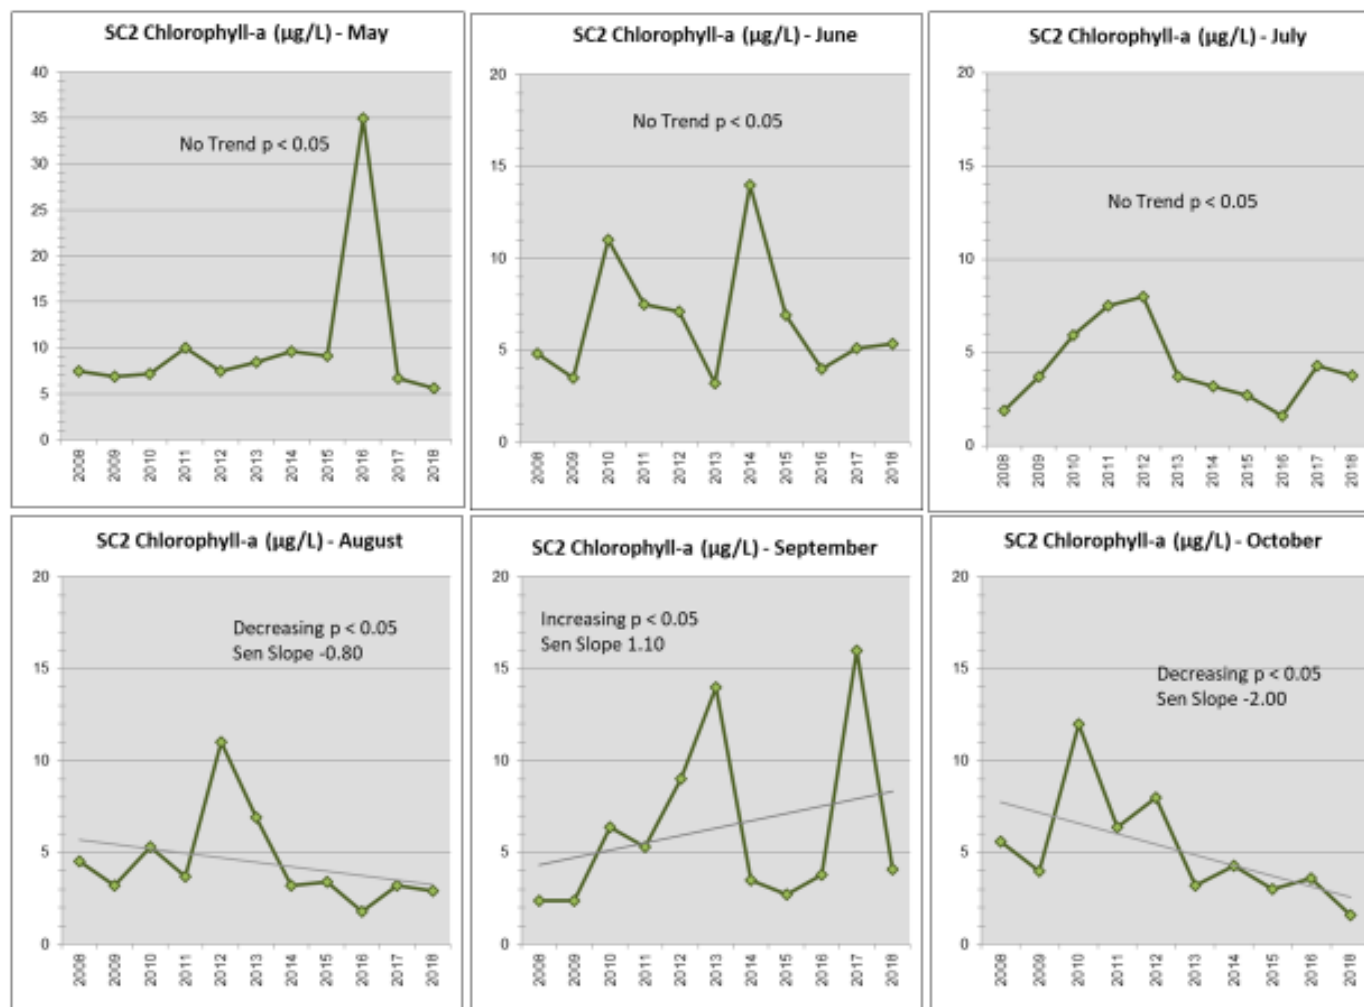 SC2 Chlorophyll-a (µg/L) - May
40
35
30
25
20
15
10
5
0
No Trend p < 0.05
2008 2009 2010 2011 2012 2013 2014 2015 2016 2017 2018
SC2 Chlorophyll-a (µg/L) - June
20
15
10
5
0
No Trend p < 0.05
2008 2009 2010 2011 2012 2013 2014 2015 2016 2017 2018
SC2 Chlorophyll-a (µg/L) - July
20
15
10
5
0
No Trend p < 0.05
2008 2009 2010 2011 2012 2013 2014 2015 2016 2017 2018
SC2 Chlorophyll-a (µg/L) - August
20
15
10
5
0
Decreasing p < 0.05
Sen Slope -0.80
2008 2009 2010 2011 2012 2013 2014 2015 2016 2017 2018
SC2 Chlorophyll-a (µg/L) - September
20
15
10
5
0
Increasing p < 0.05
Sen Slope 1.10
2008 2009 2010 2011 2012 2013 2014 2015 2016 2017 2018
SC2 Chlorophyll-a (µg/L) - October
20
15
10
5
0
Decreasing p < 0.05
Sen Slope -2.00
2008 2009 2010 2011 2012 2013 2014 2015 2016 2018